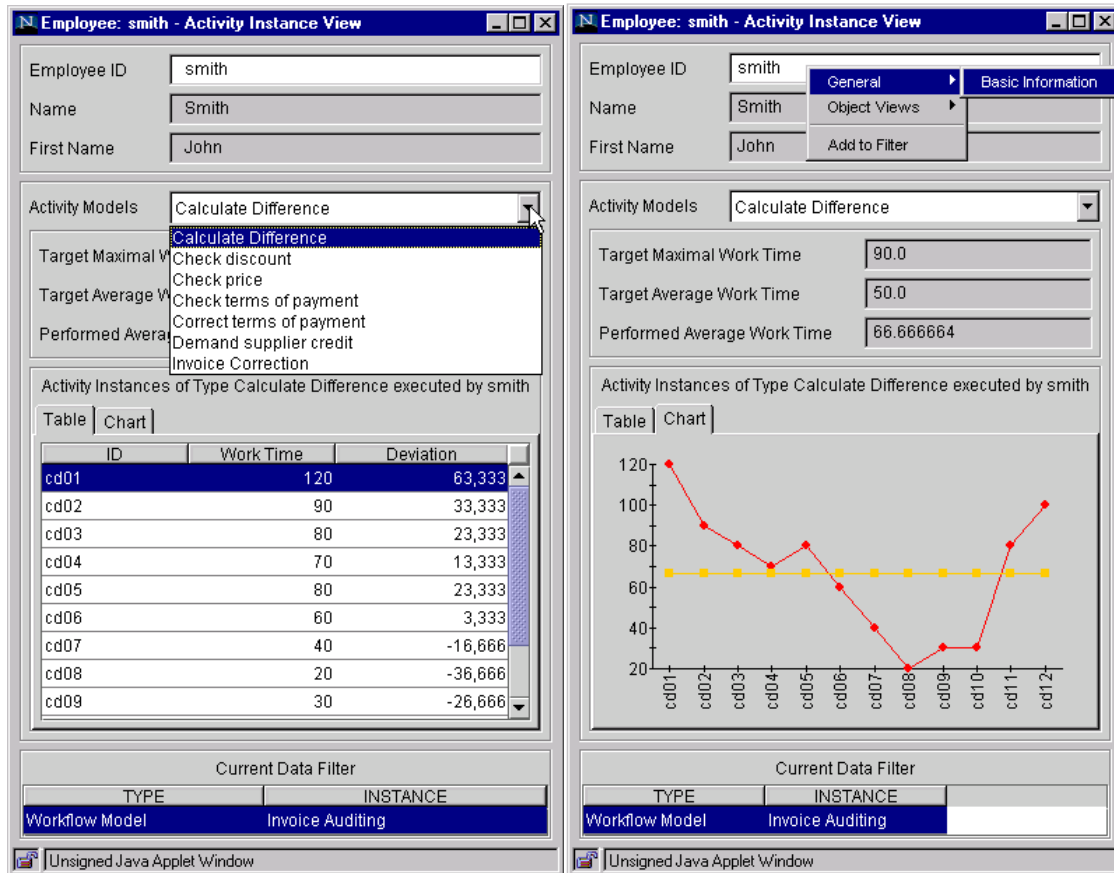 Employee: smith - Activity Instance View
Employee ID smith
Name Smith
First Name John
Activity Models Calculate Difference
Calculate Difference
Check discount
Check price
Check terms of payment
Correct terms of payment
Demand supplier credit
Invoice Correction
Target Maximal W
Target Average W
Performed Avera
Activity Instances of Type Calculate Difference executed by smith
Table Chart
ID Work Time Deviation
cd01 120 63,333
cd02 90 33,333
cd03 80 23,333
cd04 70 13,333
cd05 80 23,333
cd06 60 3,333
cd07 40 -16,666
cd08 20 -36,666
cd09 30 -26,666
Current Data Filter
TYPE INSTANCE
Workflow Model Invoice Auditing
Unsigned Java Applet Window
Employee: smith - Activity Instance View
Employee ID smith
Name Smith
First Name John
General Basic Information
Object Views
Add to Filter
Activity Models Calculate Difference
Target Maximal Work Time 90.0
Target Average Work Time 50.0
Performed Average Work Time 66.666664
Activity Instances of Type Calculate Difference executed by smith
Table Chart
120
100
80
60
40
20
cd01 cd02 cd03 cd04 cd05 cd06 cd07 cd08 cd09 cd10 cd11 cd12
Current Data Filter
TYPE INSTANCE
Workflow Model Invoice Auditing
Unsigned Java Applet Window